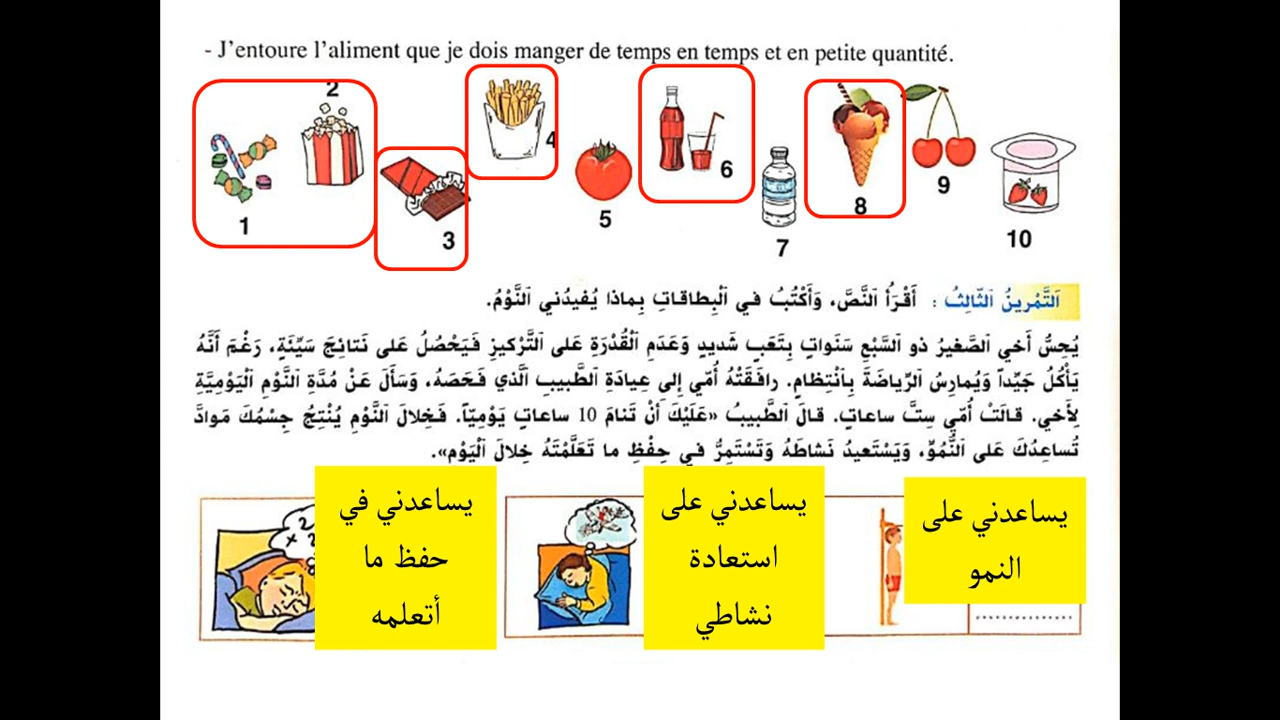 - J'entoure l'aliment que je dois manger de temps en temps et en petite quantité.
2
4
6
5
9
8
1
3
7
10
اَلتَّمْرينُ اَلثّالِثُ : أَقْرَأُ اَلنَّصَّ، وَأَكْتُبُ في اَلْبِطاقاتِ بِماذا يُفيدُني اَلنَّوْمُ.
يُحِسُّ أَخي اَلصَّغيرُ ذو اَلسَّبْعِ سَنَواتٍ بِتَعَبٍ شَديدٍ وَعَدَمِ اَلْقُدْرَةِ عَلى اَلتَّرْكيزِ فَيَحْصُلُ عَلى نَتائِجَ سَيِّئَةٍ، رَغْمَ أَنَّهُ
يَأْكُلُ جَيِّداً وَيُمارِسُ اَلرِّياضَةَ بِاَنْتِظامٍ. رافَقَتْهُ أُمّي إِلى عِيادَةِ اَلطَّبيبِ اَلَّذي فَحَصَهُ، وَسَأَلَ عَنْ مُدَّةِ النَّوْمِ اَلْيَوْمِيَّةِ
لِأَخي. قالَتْ أُمّي سِتَّ ساعاتٍ. قالَ اَلطَّبيبُ «عَلَيْكَ أَنْ تَنامَ 10 ساعاتٍ يَوْمِيّاً. فَخِلالَ اَلنَّوْمِ يُنْتِجُ جِسْمُكَ مَوادَّ
تُساعِدُكَ عَلى اَلنُّمُوِّ، وَيَسْتَعيدُ نَشاطَهُ وَتَسْتَمِرُّ في حِفْظِ ما تَعَلَّمْتَهُ خِلالَ اَلْيَوْمِ».
يساعدني على
النمو
يساعدني على
استعادة
نشاطي
يساعدني في
حفظ ما
أتعلمه